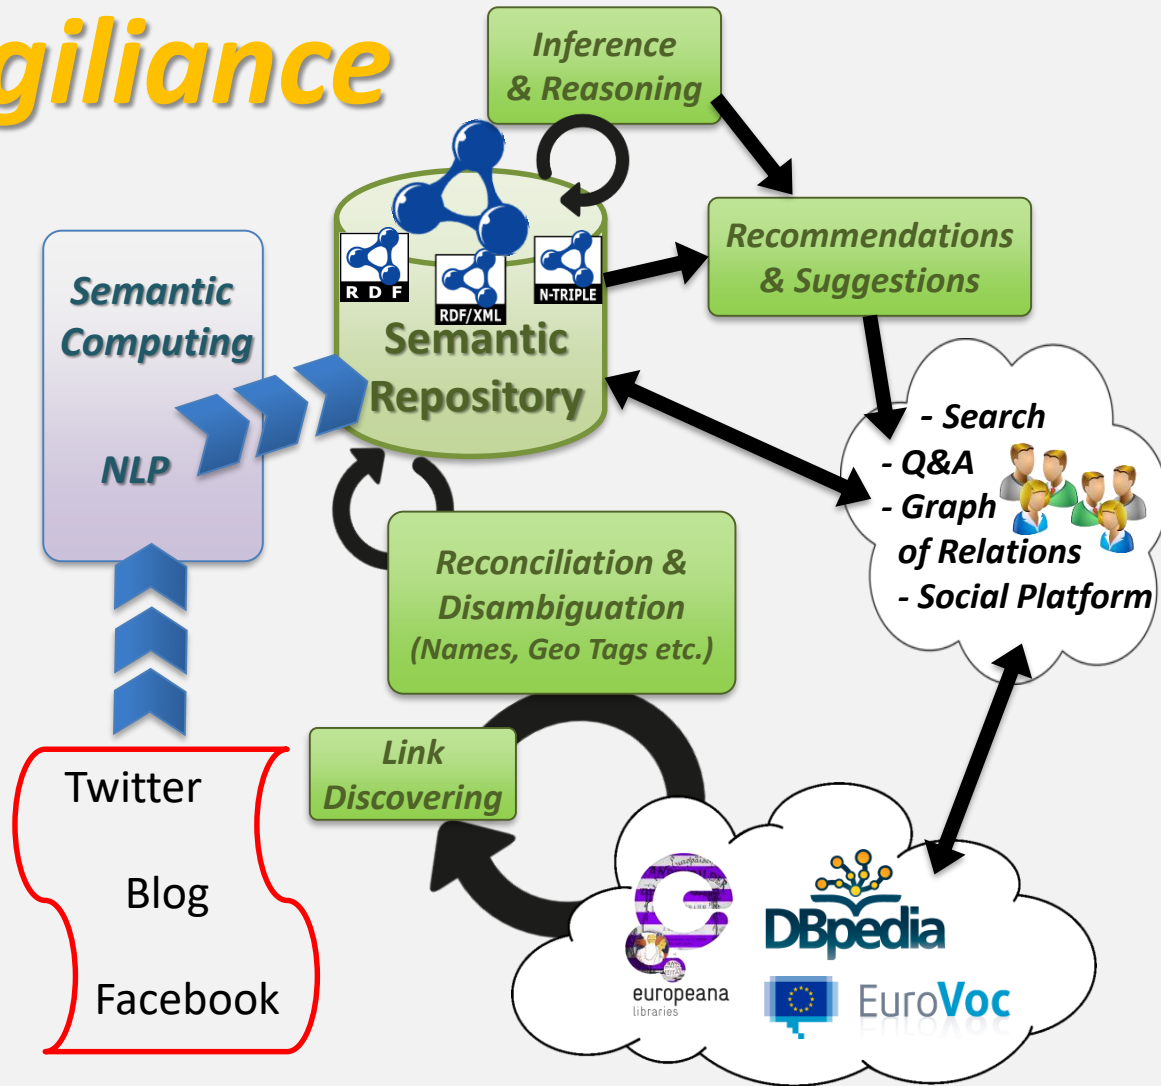 giliance
Inference
& Reasoning
Recommendations
& Suggestions
Semantic
Computing
NLP
R D F
RDF/XML
N-TRIPLE
Semantic
Repository
- Search
- Q&A
- Graph
of Relations
- Social Platform
Reconciliation &
Disambiguation
(Names, Geo Tags etc.)
Link
Discovering
Twitter
Blog
Facebook
europeana
libraries
DBpedia
EuroVoc